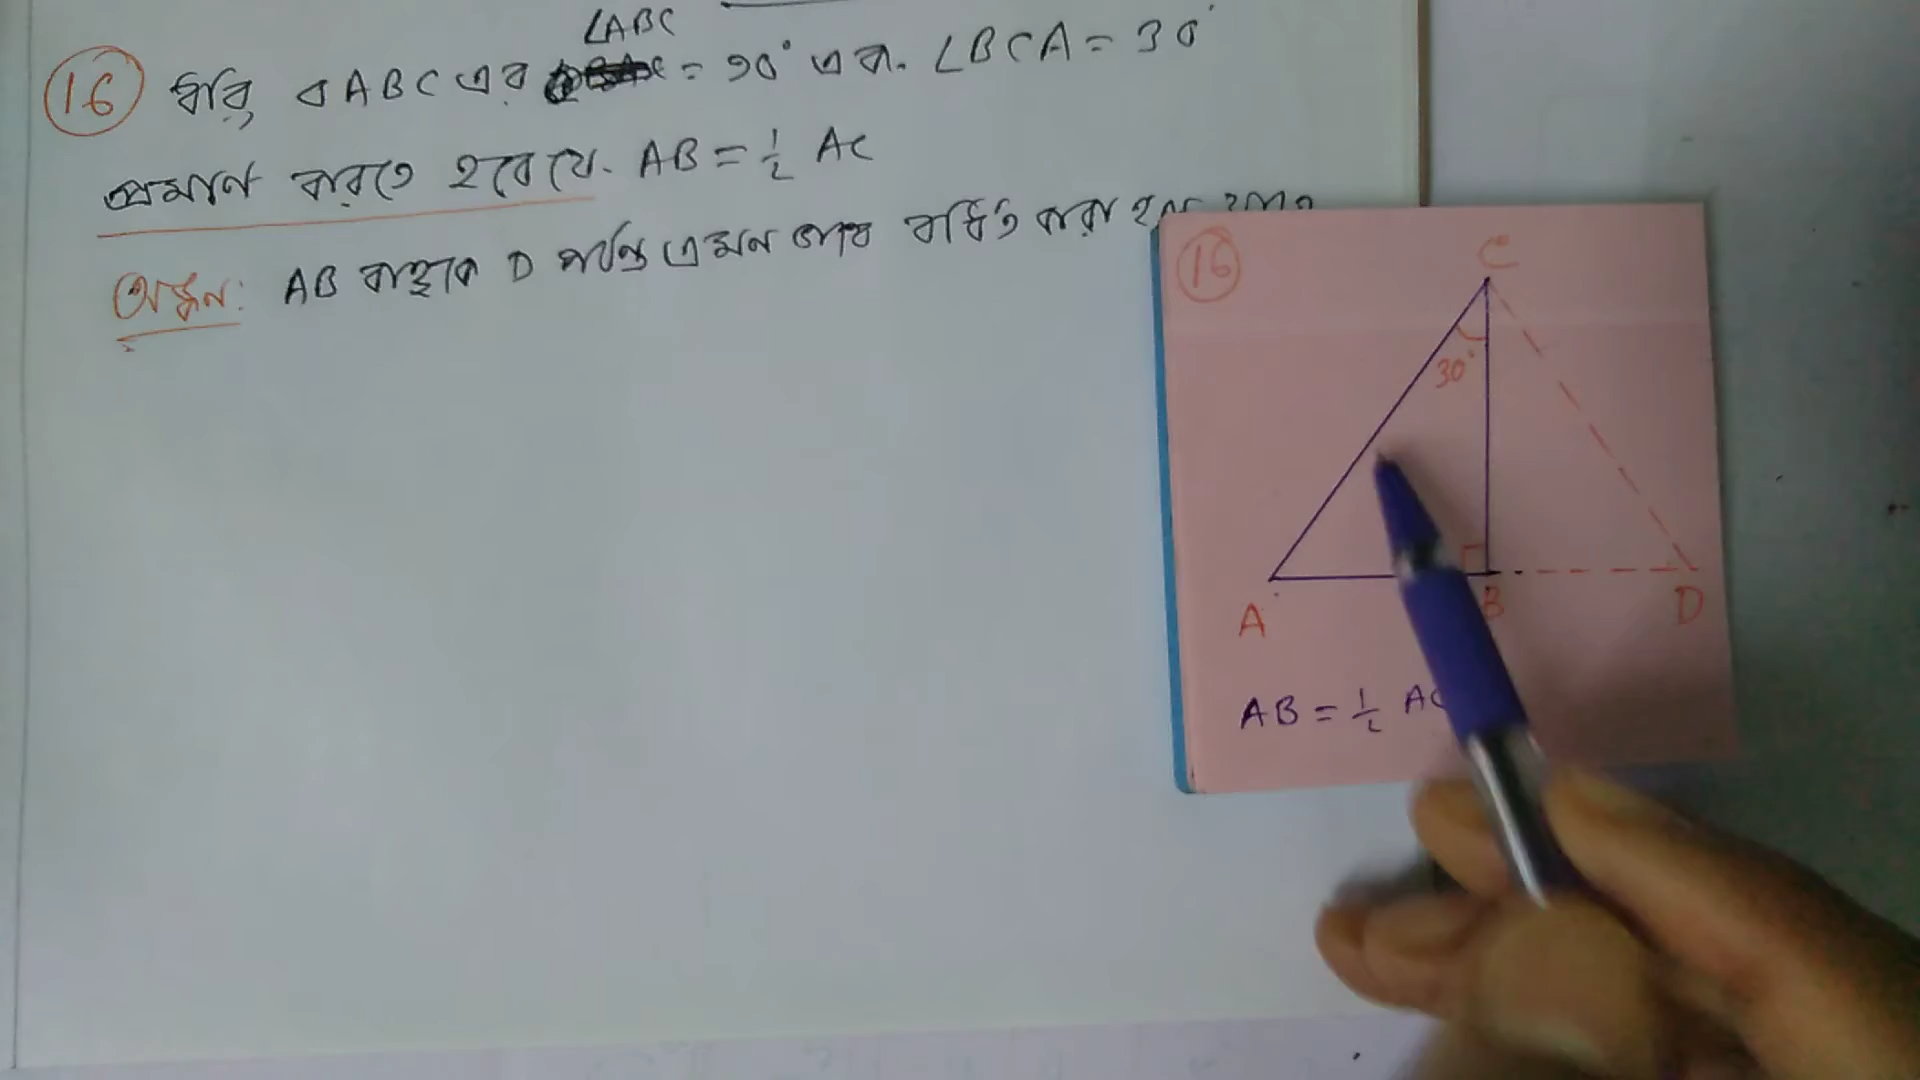 ∠ABC
16 ধরি, △ABC এর = 90° এবং ∠BCA = 30°
প্রমাণ করতে হবে যে. AB = 1/2 AC
অঙ্কন: AB বাহুকে D পর্যন্ত এমন ভাবে বর্ধিত করা হল
16
C
30°
A B D
AB = 1/2 AC